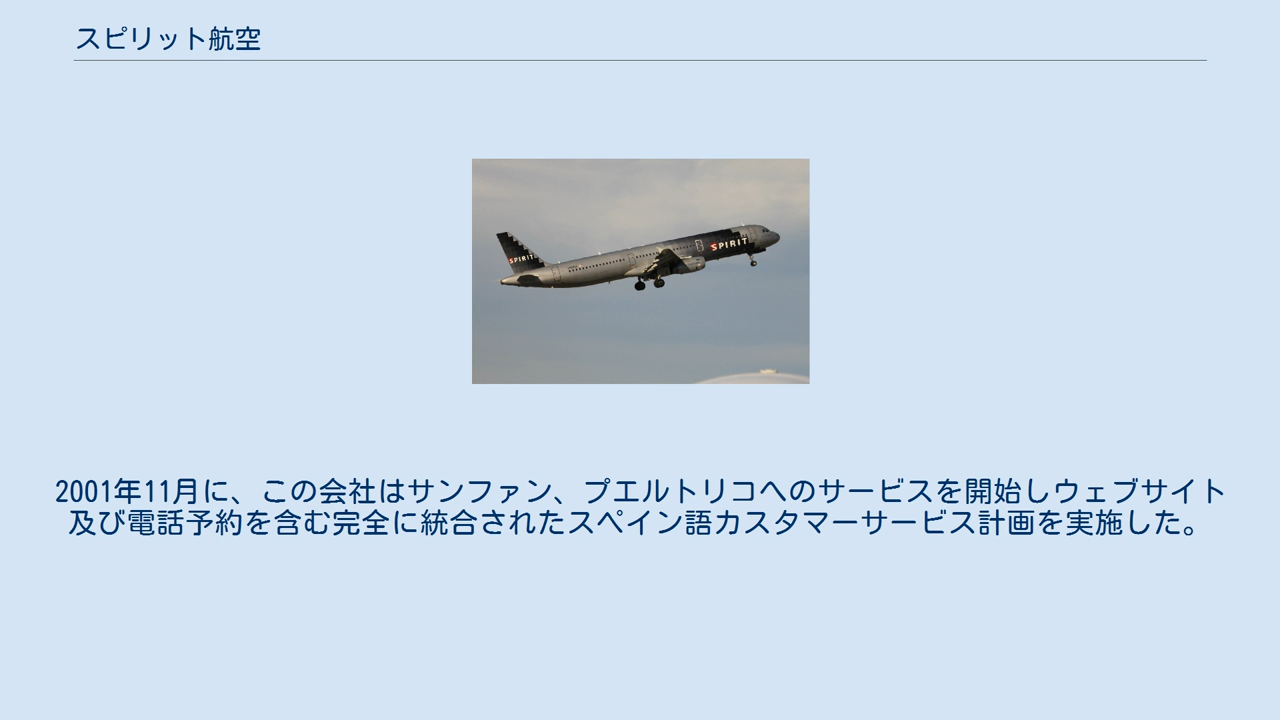 スピリット航空
SPIRIT
SPIRIT
2001年11月に、この会社はサンファン、プエルトリコへのサービスを開始しウェブサイト
及び電話予約を含む完全に統合されたスペイン語カスタマーサービス計画を実施した。